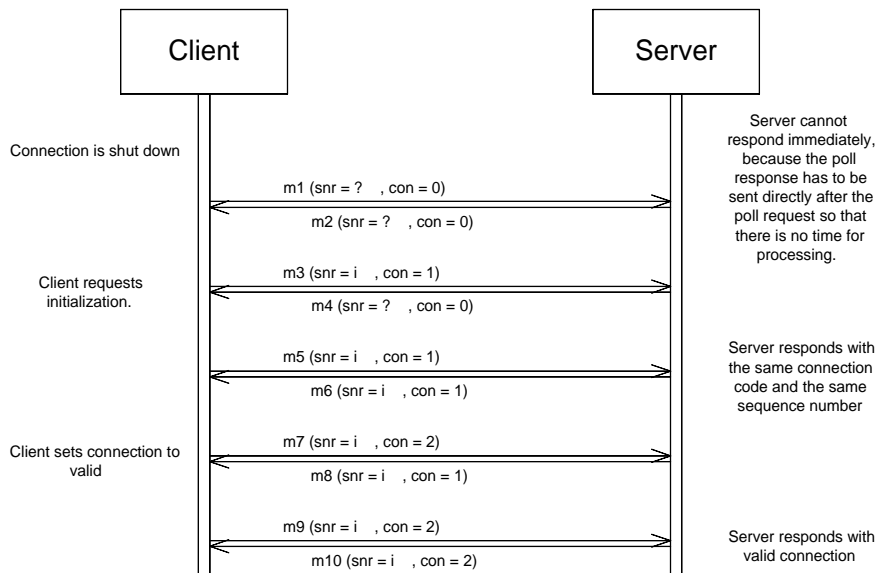 Client
Server
Connection is shut down
Server cannot
respond immediately,
because the poll
response has to be
sent directly after the
poll request so that
there is no time for
processing.
m1 (snr = ? , con = 0)
m2 (snr = ? , con = 0)
Client requests
initialization.
m3 (snr = i , con = 1)
m4 (snr = ? , con = 0)
m5 (snr = i , con = 1)
m6 (snr = i , con = 1)
Server responds with
the same connection
code and the same
sequence number
Client sets connection to
valid
m7 (snr = i , con = 2)
m8 (snr = i , con = 1)
m9 (snr = i , con = 2)
m10 (snr = i , con = 2)
Server responds with
valid connection